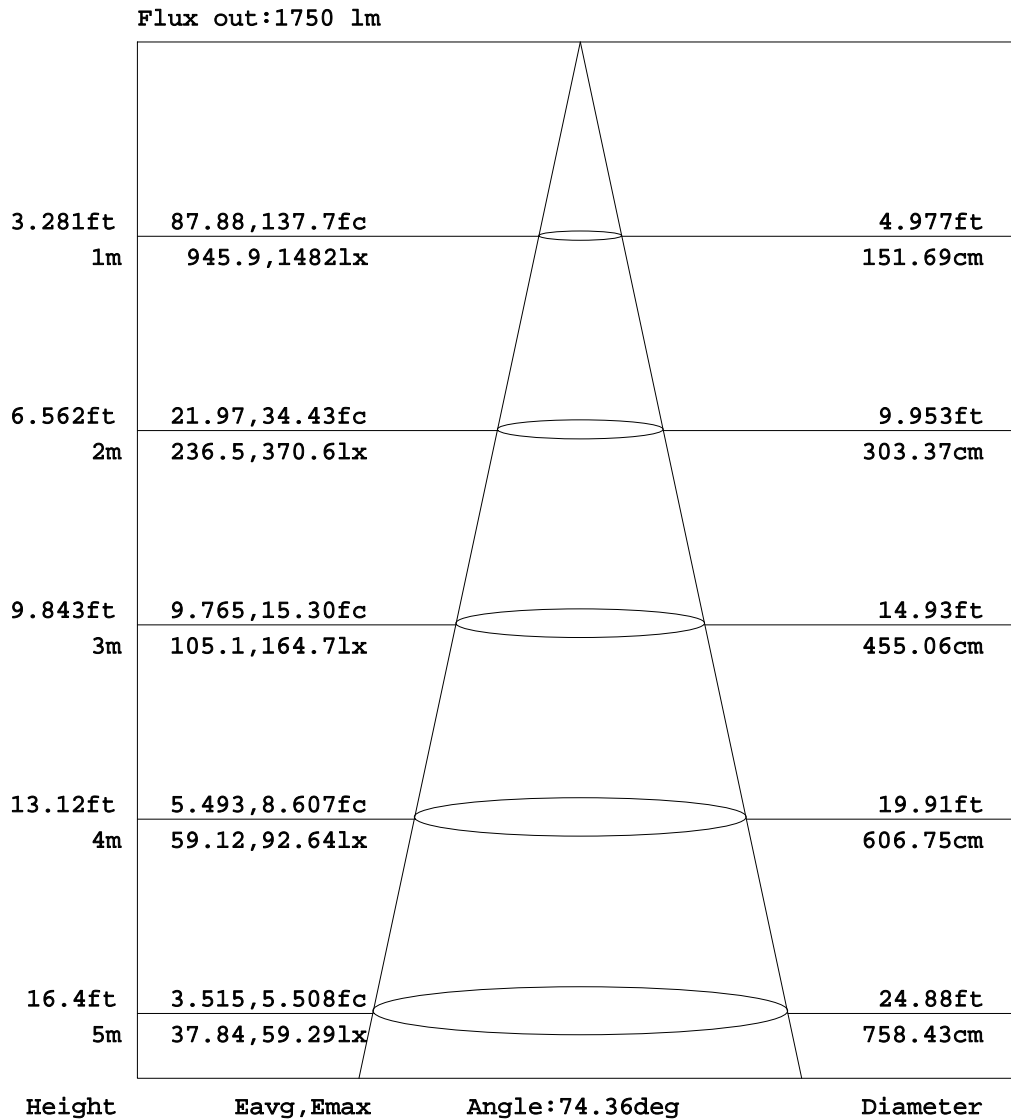 Flux out:1750 lm
3.281ft 87.88,137.7fc 4.977ft
1m 945.9,1482lx 151.69cm
6.562ft 21.97,34.43fc 9.953ft
2m 236.5,370.6lx 303.37cm
9.843ft 9.765,15.30fc 14.93ft
3m 105.1,164.7lx 455.06cm
13.12ft 5.493,8.607fc 19.91ft
4m 59.12,92.64lx 606.75cm
16.4ft 3.515,5.508fc 24.88ft
5m 37.84,59.29lx 758.43cm
Height Eavg,Emax Angle:74.36deg Diameter